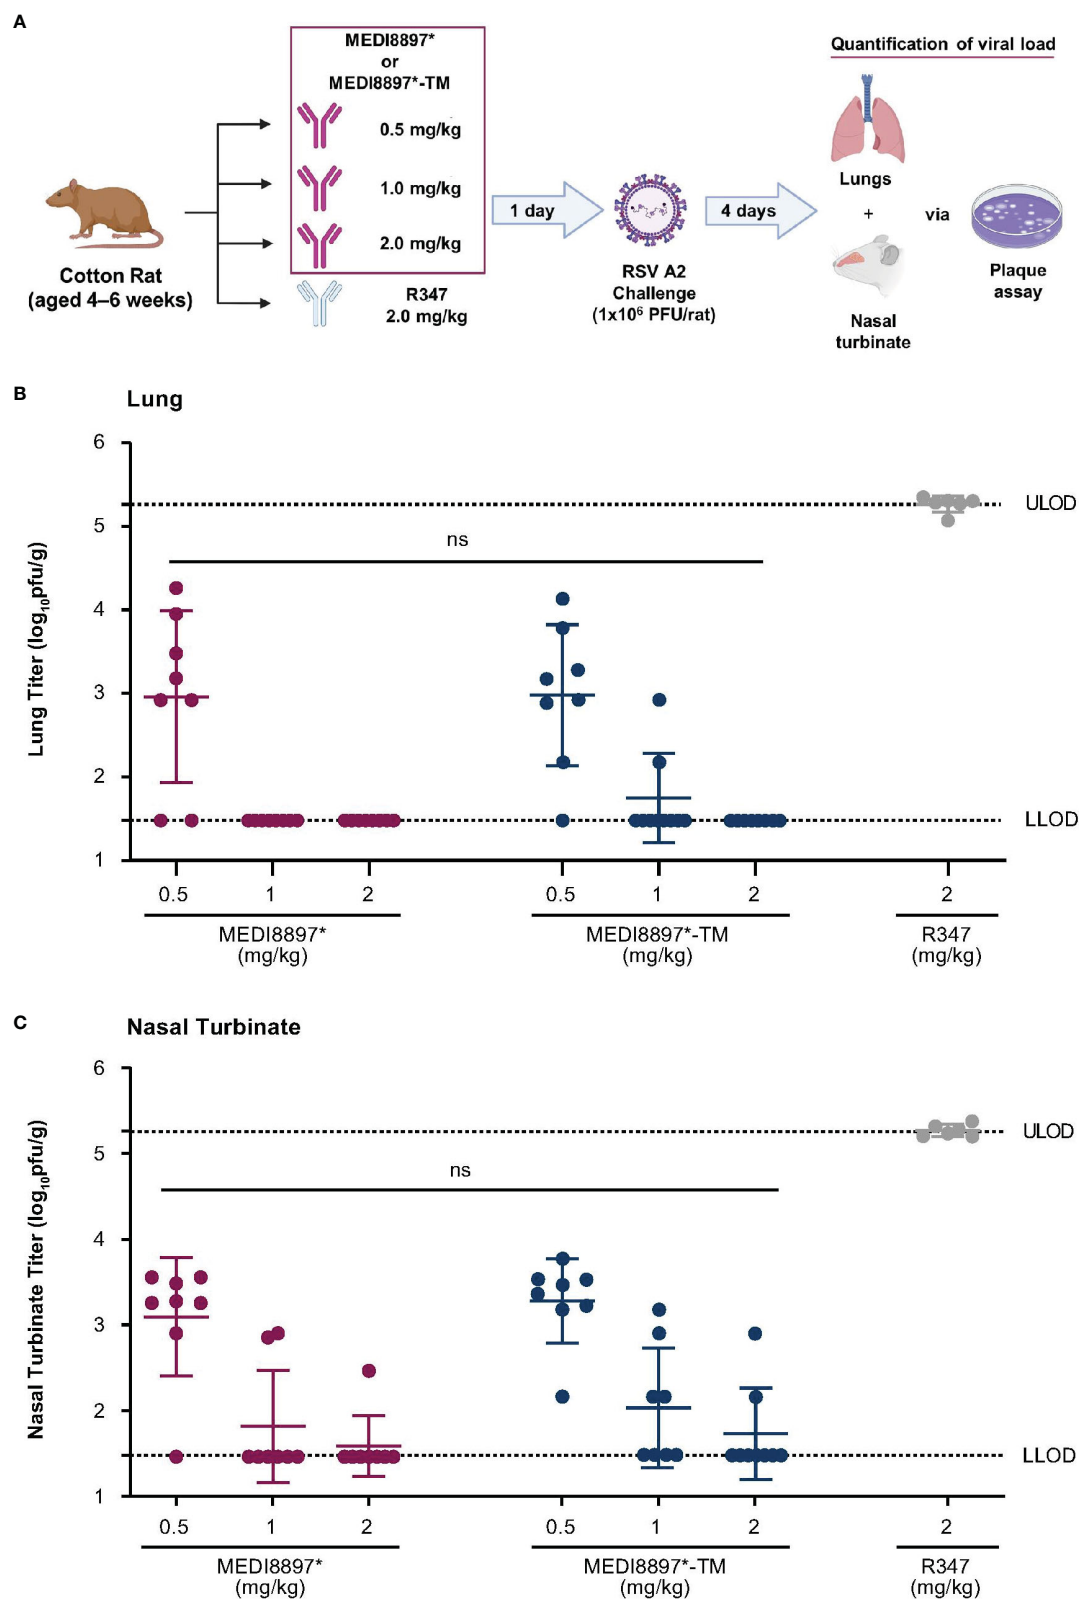 A
MEDI8897*
or
MEDI8897*-TM
0.5 mg/kg
1.0 mg/kg
2.0 mg/kg
R347
2.0 mg/kg
Cotton Rat
(aged 4–6 weeks)
1 day
RSV A2
Challenge
(1x10⁶ PFU/rat)
4 days
Quantification of viral load
Lungs
+
via
Nasal
turbinate
Plaque
assay
B
Lung
Lung Titer (log₁₀pfu/g)
6
5
4
3
2
1
ULOD
ns
LLOD
0.5 1 2 0.5 1 2 2
MEDI8897* MEDI8897*-TM R347
(mg/kg) (mg/kg) (mg/kg)
C
Nasal Turbinate
Nasal Turbinate Titer (log₁₀pfu/g)
6
5
4
3
2
1
ULOD
ns
LLOD
0.5 1 2 0.5 1 2 2
MEDI8897* MEDI8897*-TM R347
(mg/kg) (mg/kg) (mg/kg)